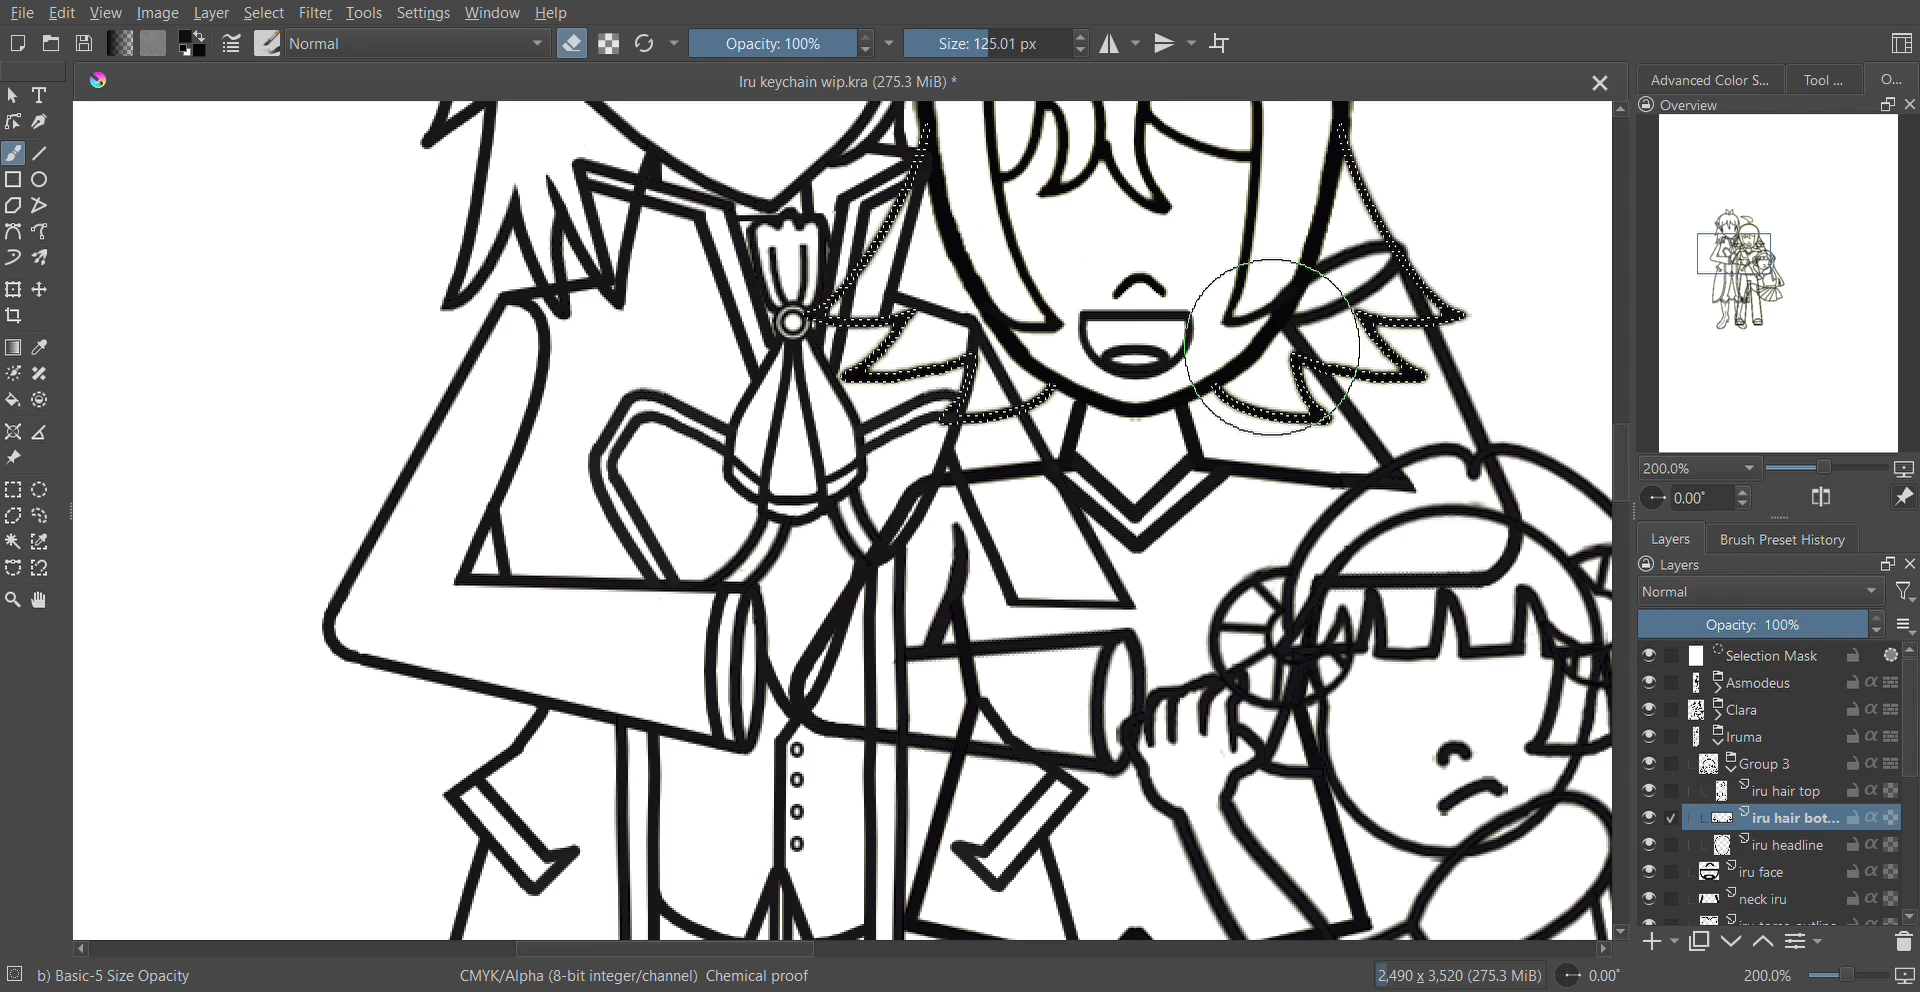 File Edit View Image Layer Select Filter Tools Settings Window Help
Normal
Opacity: 100%
Size: 125.01 px
Iru keychain wip.kra (275.3 MiB) *
Advanced Color S...
Tool ...
O...
Overview
200.0%
0.00°
Layers
Brush Preset History
Layers
Normal
Opacity: 100%
Selection Mask
Asmodeus
Clara
Iruma
Group 3
iru hair top
iru hair bot...
iru headline
iru face
neck iru
b) Basic-5 Size Opacity
CMYK/Alpha (8-bit integer/channel) Chemical proof
2,490 x 3,520 (275.3 MiB)
0.00°
200.0%